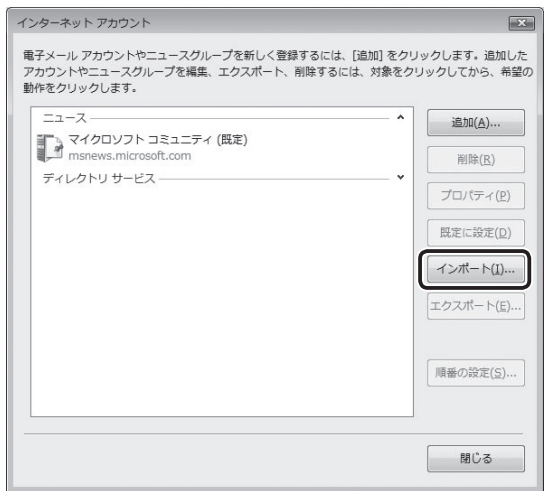 インターネット アカウント
電子メール アカウントやニュースグループを新しく登録するには、[追加] をクリックします。追加した
アカウントやニュースグループを編集、エクスポート、削除するには、対象をクリックしてから、希望の
動作をクリックします。
ニュース
マイクロソフト コミュニティ (既定)
msnews.microsoft.com
ディレクトリ サービス
追加(A)...
削除(R)
プロパティ(P)
既定に設定(D)
インポート(I)...
エクスポート(E)...
順番の設定(S)...
閉じる